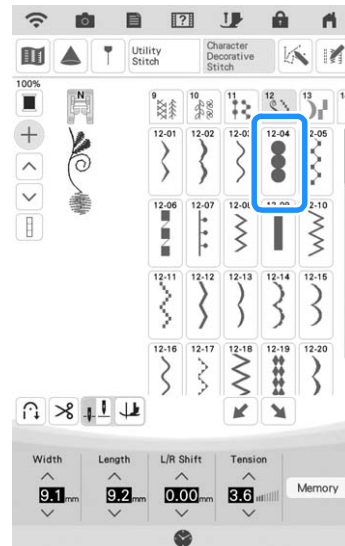 Utility
Stitch
Character
Decorative
Stitch
100%
N
9
10
11
12
13
12-01
12-02
12-04
2-05
12-06
12-07
2-10
12-11
12-12
12-13
12-14
12-15
12-16
12-17
12-18
12-19
12-20
Width
Length
L/R Shift
Tension
9.1 mm
9.2 mm
0.00 mm
3.6
Memory